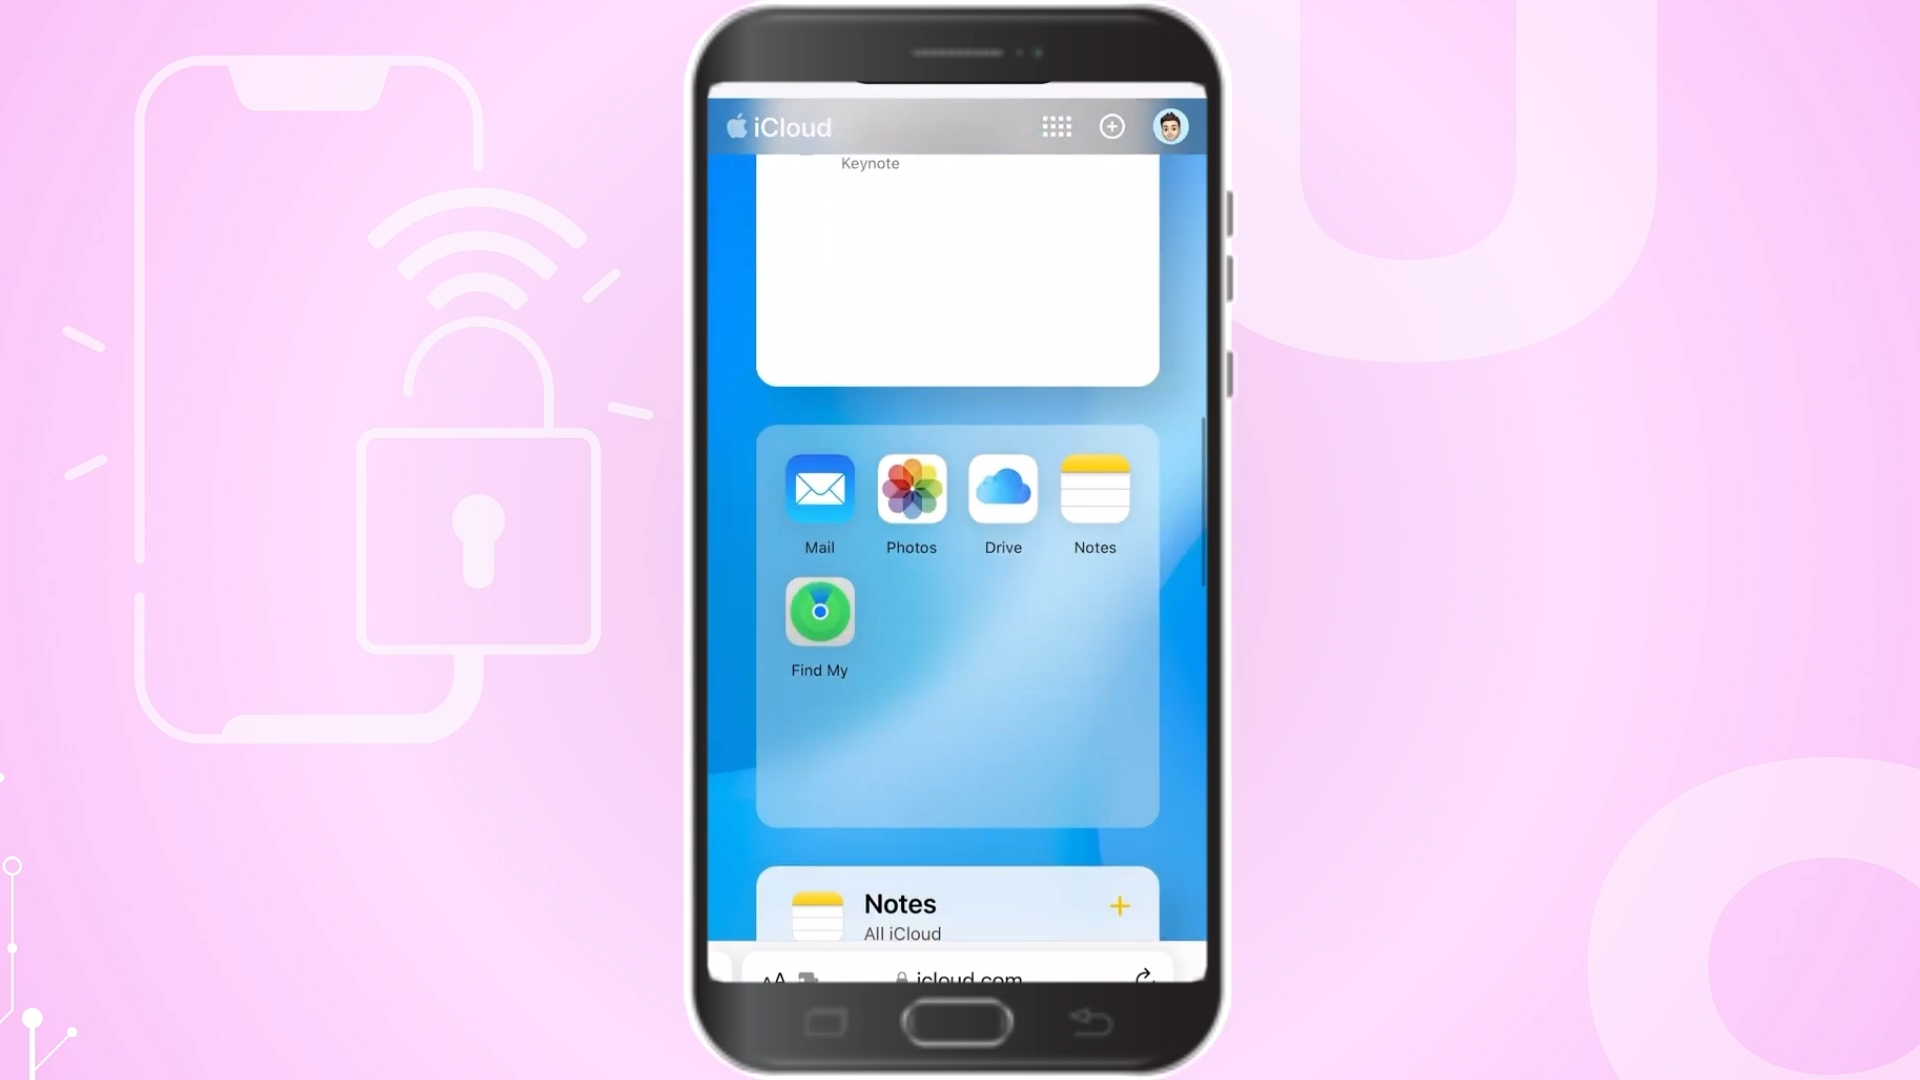 iCloud
Keynote
Mail
Photos
Drive
Notes
Find My
Notes
All iCloud
AA
icloud.com